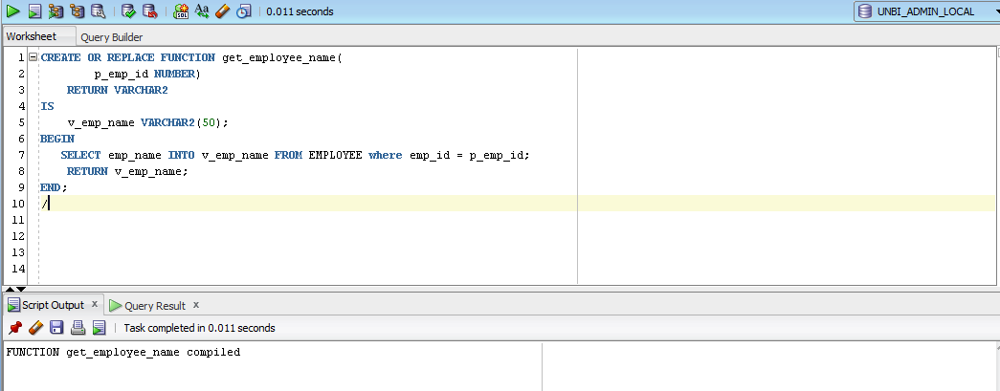 0.011 seconds
UNBI_ADMIN_LOCAL
Worksheet
Query Builder
1 CREATE OR REPLACE FUNCTION get_employee_name(
2 p_emp_id NUMBER)
3 RETURN VARCHAR2
4 IS
5 v_emp_name VARCHAR2(50);
6 BEGIN
7 SELECT emp_name INTO v_emp_name FROM EMPLOYEE where emp_id = p_emp_id;
8 RETURN v_emp_name;
9 END;
10 /
11
12
13
14
Script Output x
Query Result x
Task completed in 0.011 seconds
FUNCTION get_employee_name compiled